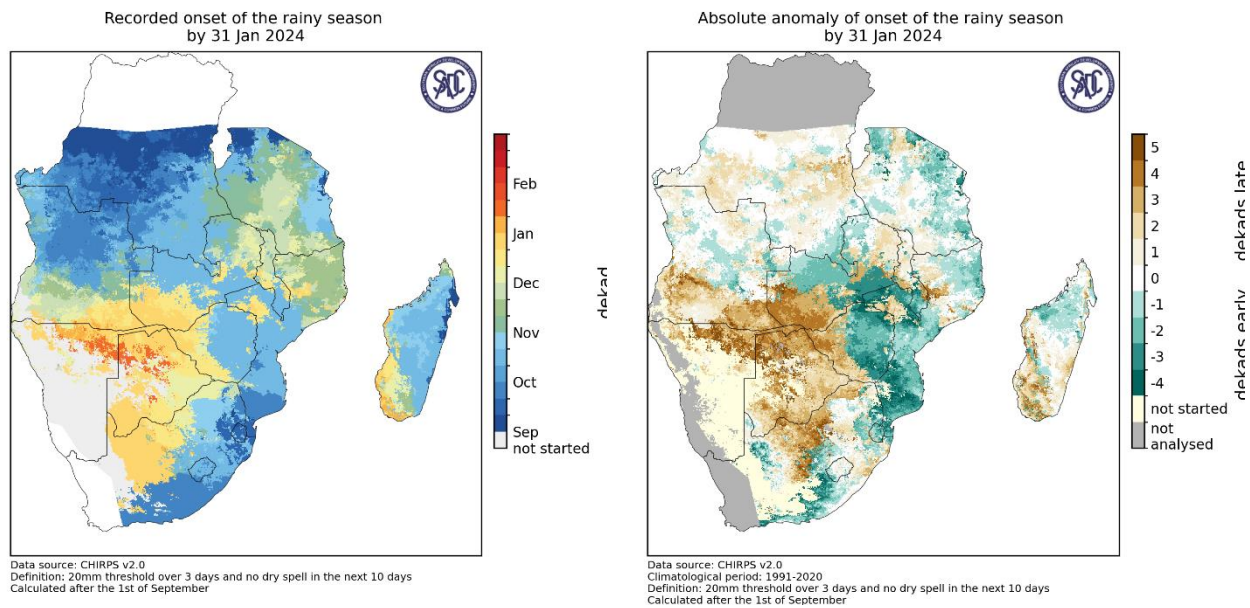 Recorded onset of the rainy season
by 31 Jan 2024
SADC
Feb
Jan
Dec
Nov
Oct
Sep
not started
dekad
Data source: CHIRPS v2.0
Definition: 20mm threshold over 3 days and no dry spell in the next 10 days
Calculated after the 1st of September
Absolute anomaly of onset of the rainy season
by 31 Jan 2024
SADC
5
4
3
2
1
0
-1
-2
-3
-4
not started
not
analysed
dekads late
dekads early
Data source: CHIRPS v2.0
Climatological period: 1991-2020
Definition: 20mm threshold over 3 days and no dry spell in the next 10 days
Calculated after the 1st of September